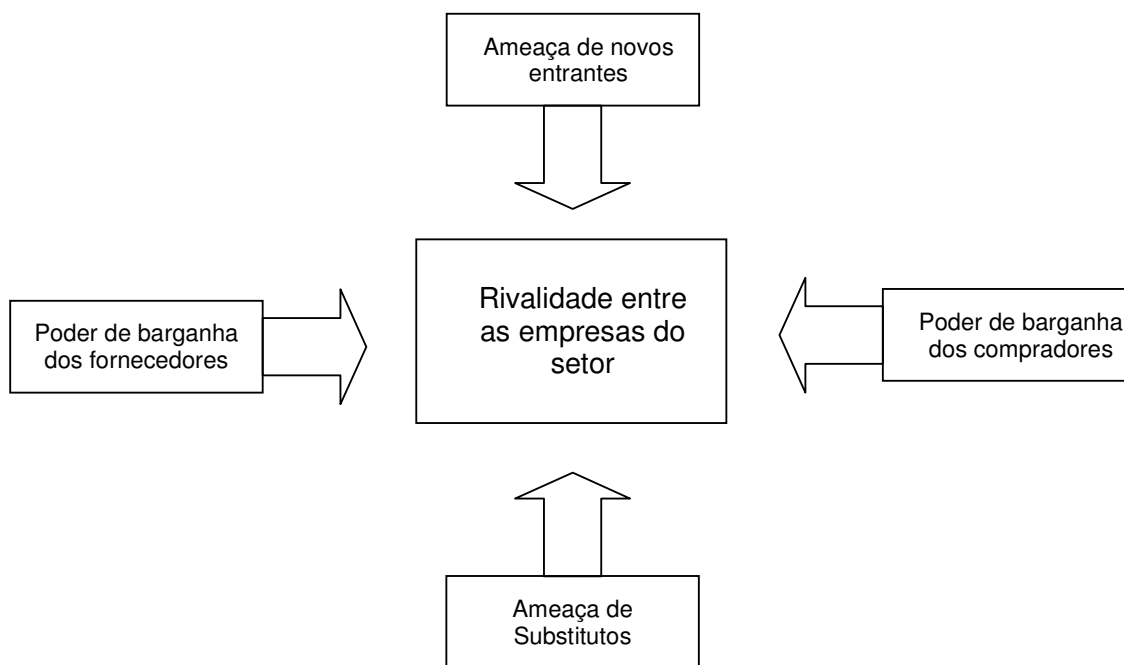 Ameaça de novos
entrantes
Rivalidade entre
as empresas do
setor
Poder de barganha
dos fornecedores
Poder de barganha
dos compradores
Ameaça de
Substitutos